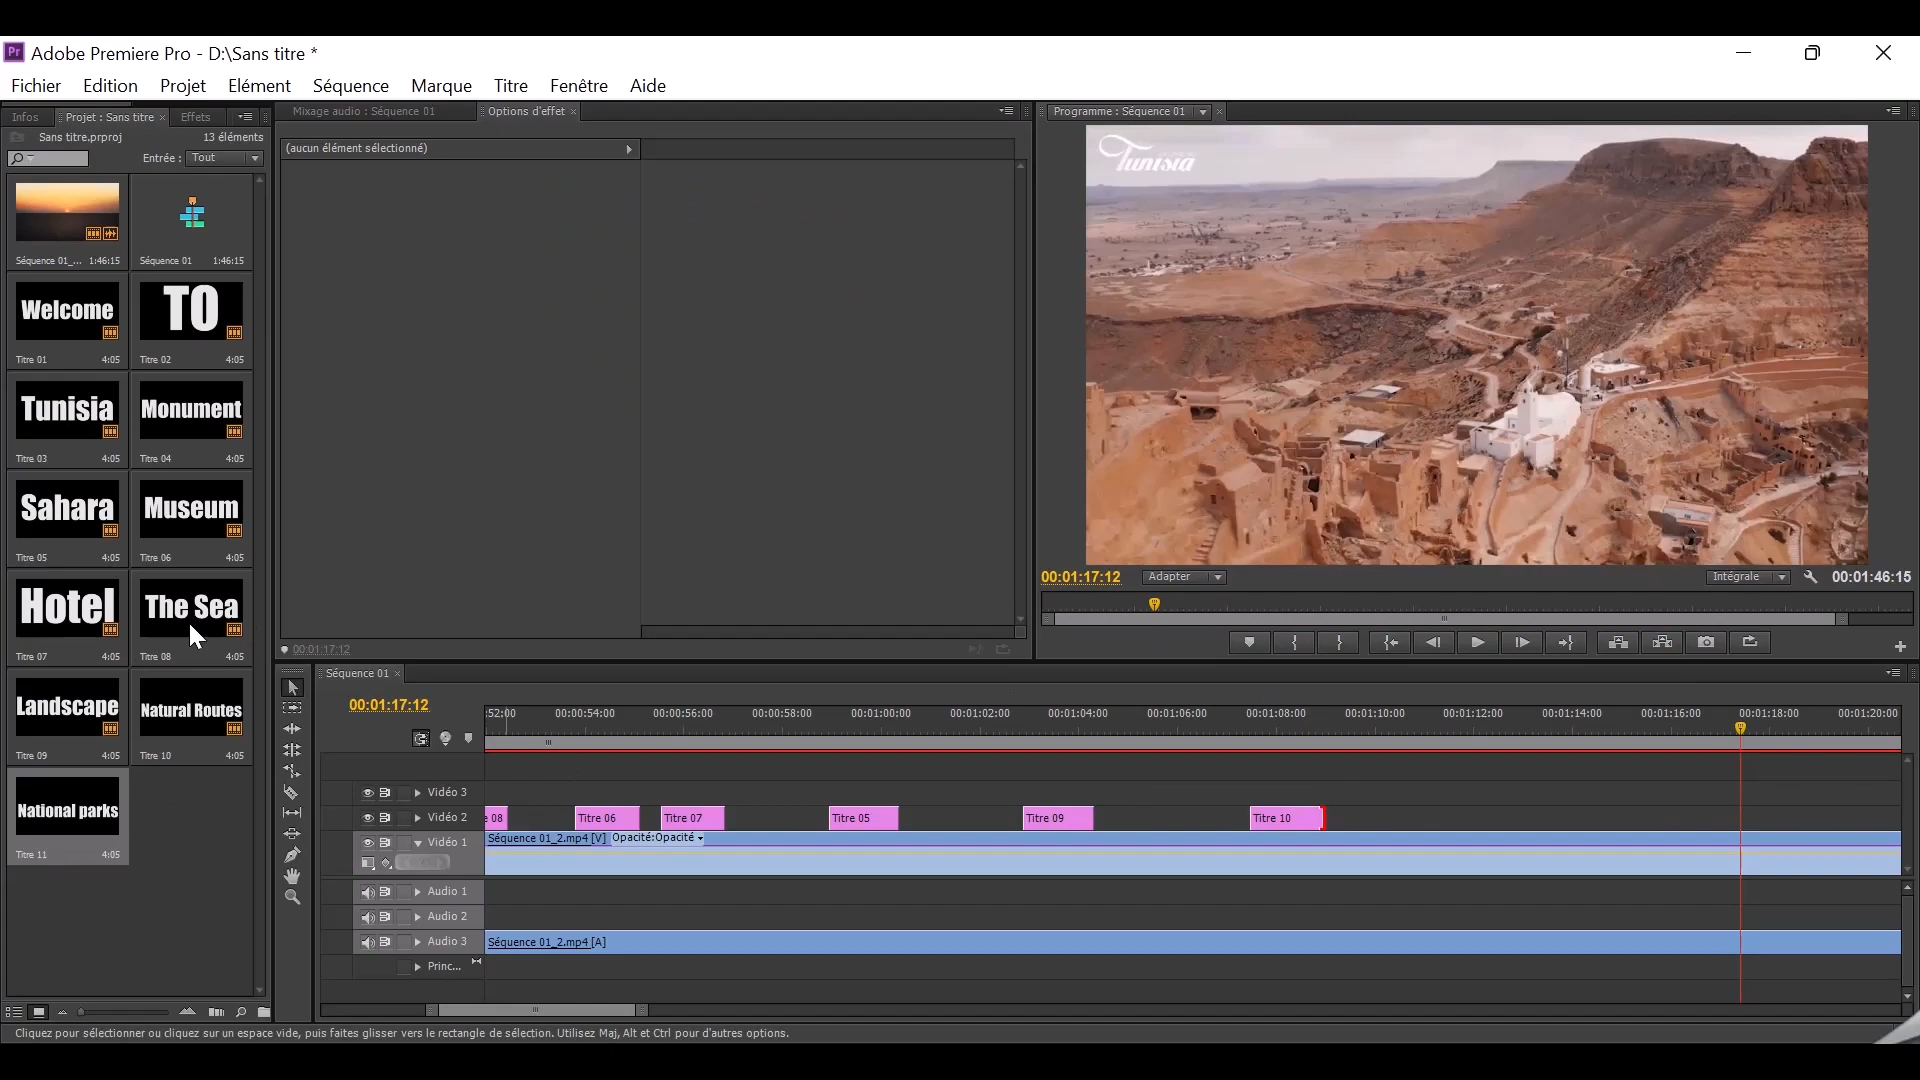 Pr Adobe Premiere Pro - D:\Sans titre *
Fichier Edition Projet Elément Séquence Marque Titre Fenêtre Aide
Infos Projet : Sans titre × Effets
Mixage audio : Séquence 01 Options d'effet ×
Programme : Séquence 01 ×
Sans titre.prproj 13 éléments
Entrée : Tout
(aucun élément sélectionné)
Tunisia
Séquence 01_... 1:46:15
Séquence 01 1:46:15
Welcome
TO
Titre 01 4:05
Titre 02 4:05
Tunisia
Monument
Titre 03 4:05
Titre 04 4:05
Sahara
Museum
Titre 05 4:05
Titre 06 4:05
Hotel
The Sea
Titre 07 4:05
Titre 08 4:05
Landscape
Natural Routes
Titre 09 4:05
Titre 10 4:05
National parks
Titre 11 4:05
00:01:17:12
00:01:17:12 Adapter Intégrale 00:01:46:15
Séquence 01 ×
00:01:17:12
:52:00 00:00:54:00 00:00:56:00 00:00:58:00 00:01:00:00 00:01:02:00 00:01:04:00 00:01:06:00 00:01:08:00 00:01:10:00 00:01:12:00 00:01:14:00 00:01:16:00 00:01:18:00 00:01:20:00
Vidéo 3
Vidéo 2 e 08 Titre 06 Titre 07 Titre 05 Titre 09 Titre 10
Vidéo 1 Séquence 01_2.mp4 [V] Opacité:Opacité
Audio 1
Audio 2
Audio 3 Séquence 01_2.mp4 [A]
Princ...
Cliquez pour sélectionner ou cliquez sur un espace vide, puis faites glisser vers le rectangle de sélection. Utilisez Maj, Alt et Ctrl pour d'autres options.